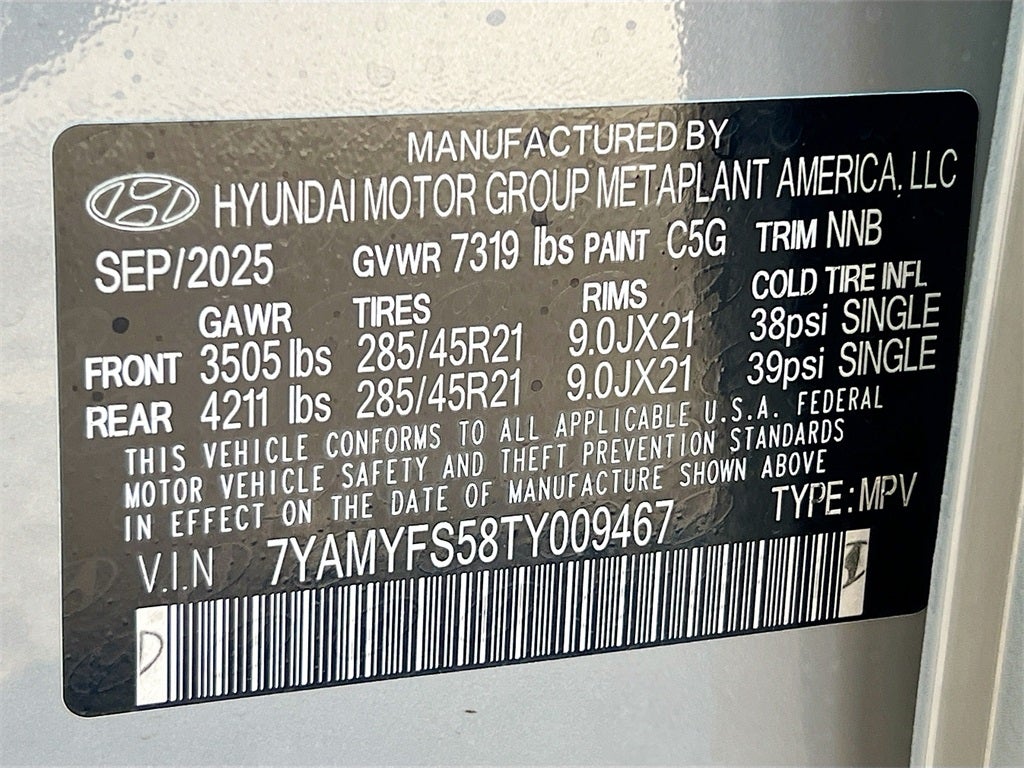 MANUFACTURED BY
HYUNDAI MOTOR GROUP METAPLANT AMERICA, LLC
SEP/2025 GVWR 7319 lbs PAINT C5G TRIM NNB
GAWR TIRES RIMS COLD TIRE INFL
FRONT 3505 lbs 285/45R21 9.0JX21 38psi SINGLE
REAR 4211 lbs 285/45R21 9.0JX21 39psi SINGLE
THIS VEHICLE CONFORMS TO ALL APPLICABLE U.S.A. FEDERAL
MOTOR VEHICLE SAFETY AND THEFT PREVENTION STANDARDS
IN EFFECT ON THE DATE OF MANUFACTURE SHOWN ABOVE
V.I.N 7YAMYFS58TY009467 TYPE:MPV